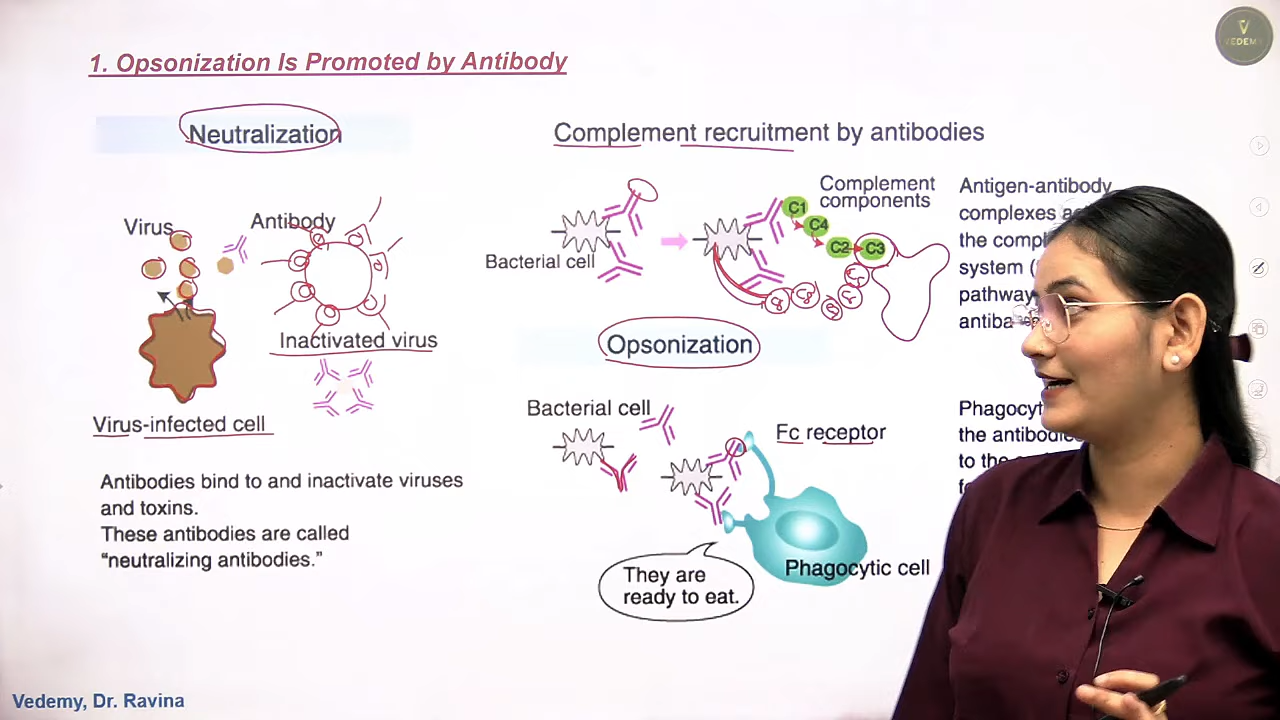 VEDEMY
1. Opsonization Is Promoted by Antibody
Neutralization
Virus
Antibody
Inactivated virus
Virus-infected cell
Antibodies bind to and inactivate viruses
and toxins.
These antibodies are called
“neutralizing antibodies.”
Complement recruitment by antibodies
Complement
components
C1
C4
C2
C3
Bacterial cell
Antigen-antibody
complexes
the
system
pathway
Opsonization
Bacterial cell
Fc receptor
Phagocytic cell
They are
ready to eat.
the
to the
Vedemy, Dr. Ravina